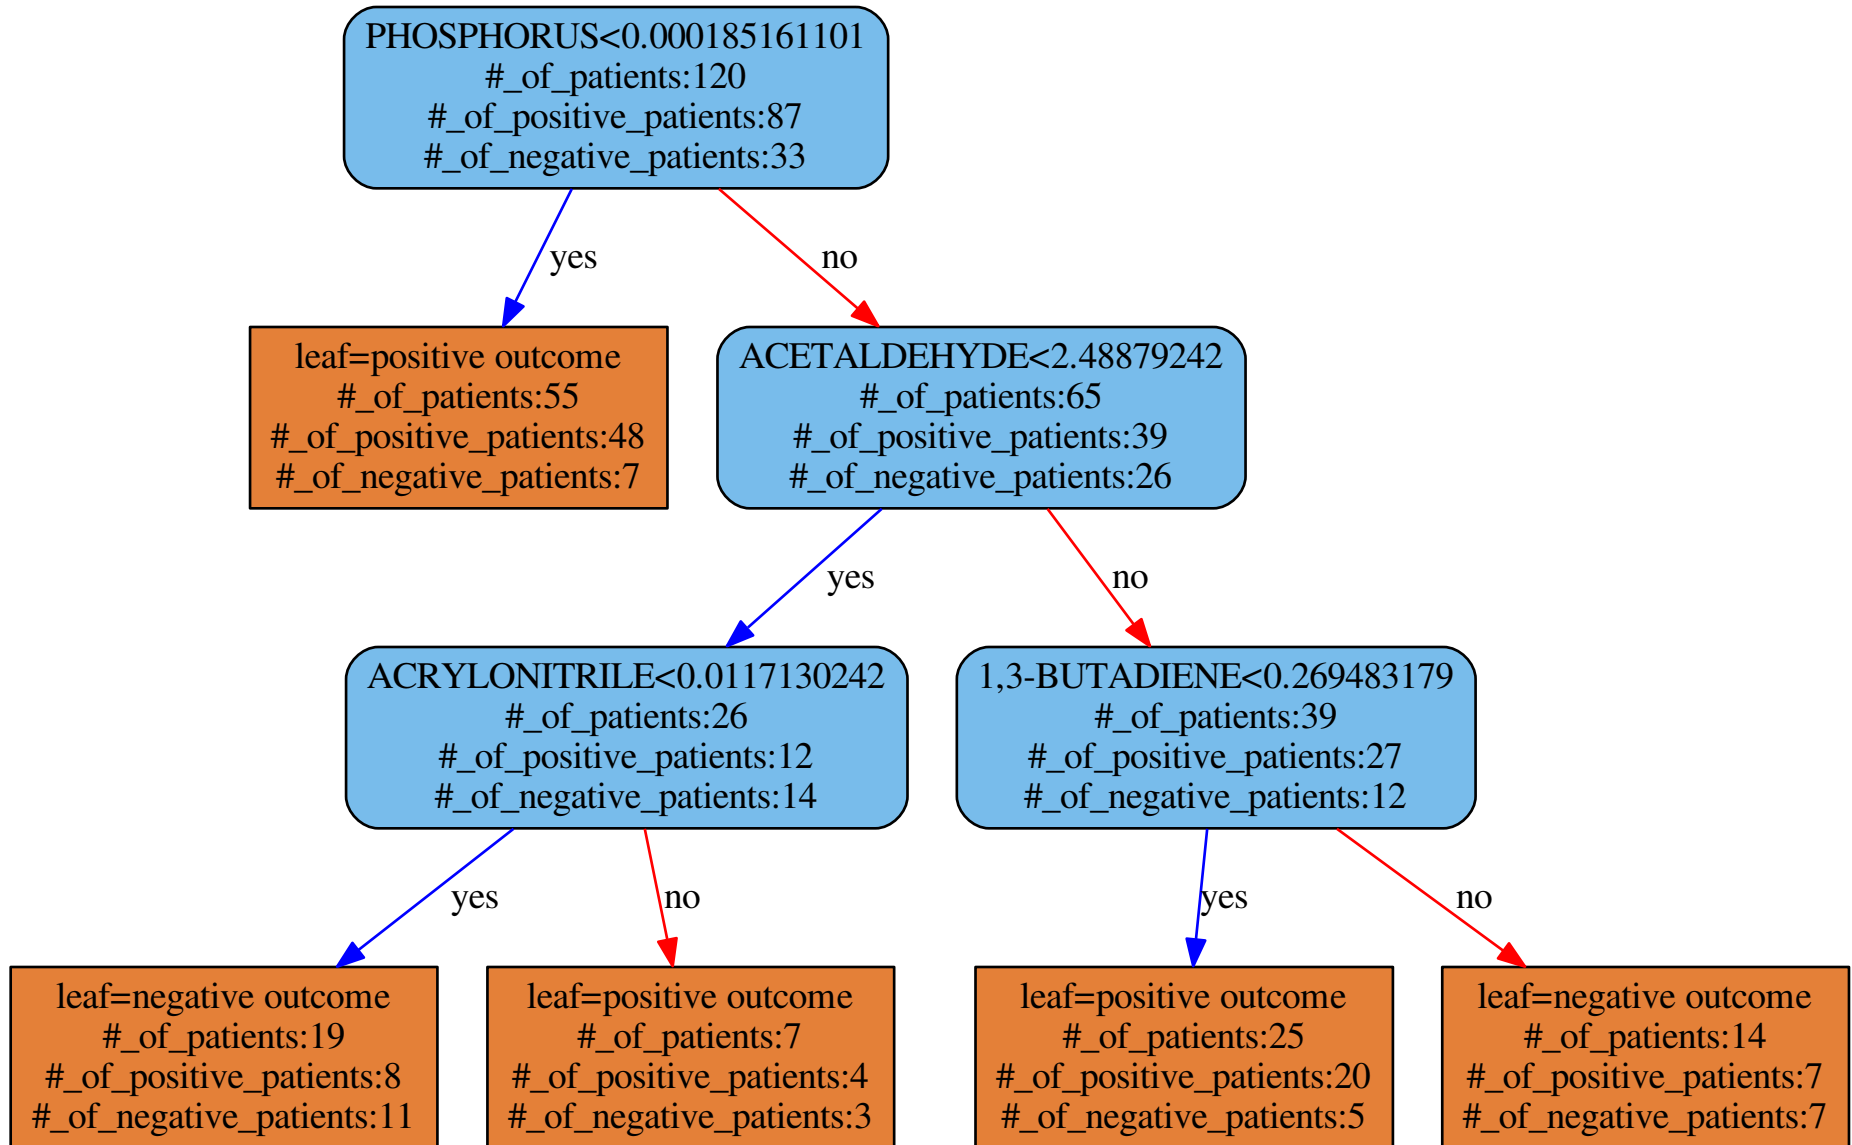 PHOSPHORUS<0.000185161101
#_of_patients:120
#_of_positive_patients:87
#_of_negative_patients:33
yes
no
leaf=positive outcome
#_of_patients:55
#_of_positive_patients:48
#_of_negative_patients:7
ACETALDEHYDE<2.48879242
#_of_patients:65
#_of_positive_patients:39
#_of_negative_patients:26
yes
no
ACRYLONITRILE<0.0117130242
#_of_patients:26
#_of_positive_patients:12
#_of_negative_patients:14
1,3-BUTADIENE<0.269483179
#_of_patients:39
#_of_positive_patients:27
#_of_negative_patients:12
yes
no
yes
no
leaf=negative outcome
#_of_patients:19
#_of_positive_patients:8
#_of_negative_patients:11
leaf=positive outcome
#_of_patients:7
#_of_positive_patients:4
#_of_negative_patients:3
leaf=positive outcome
#_of_patients:25
#_of_positive_patients:20
#_of_negative_patients:5
leaf=negative outcome
#_of_patients:14
#_of_positive_patients:7
#_of_negative_patients:7